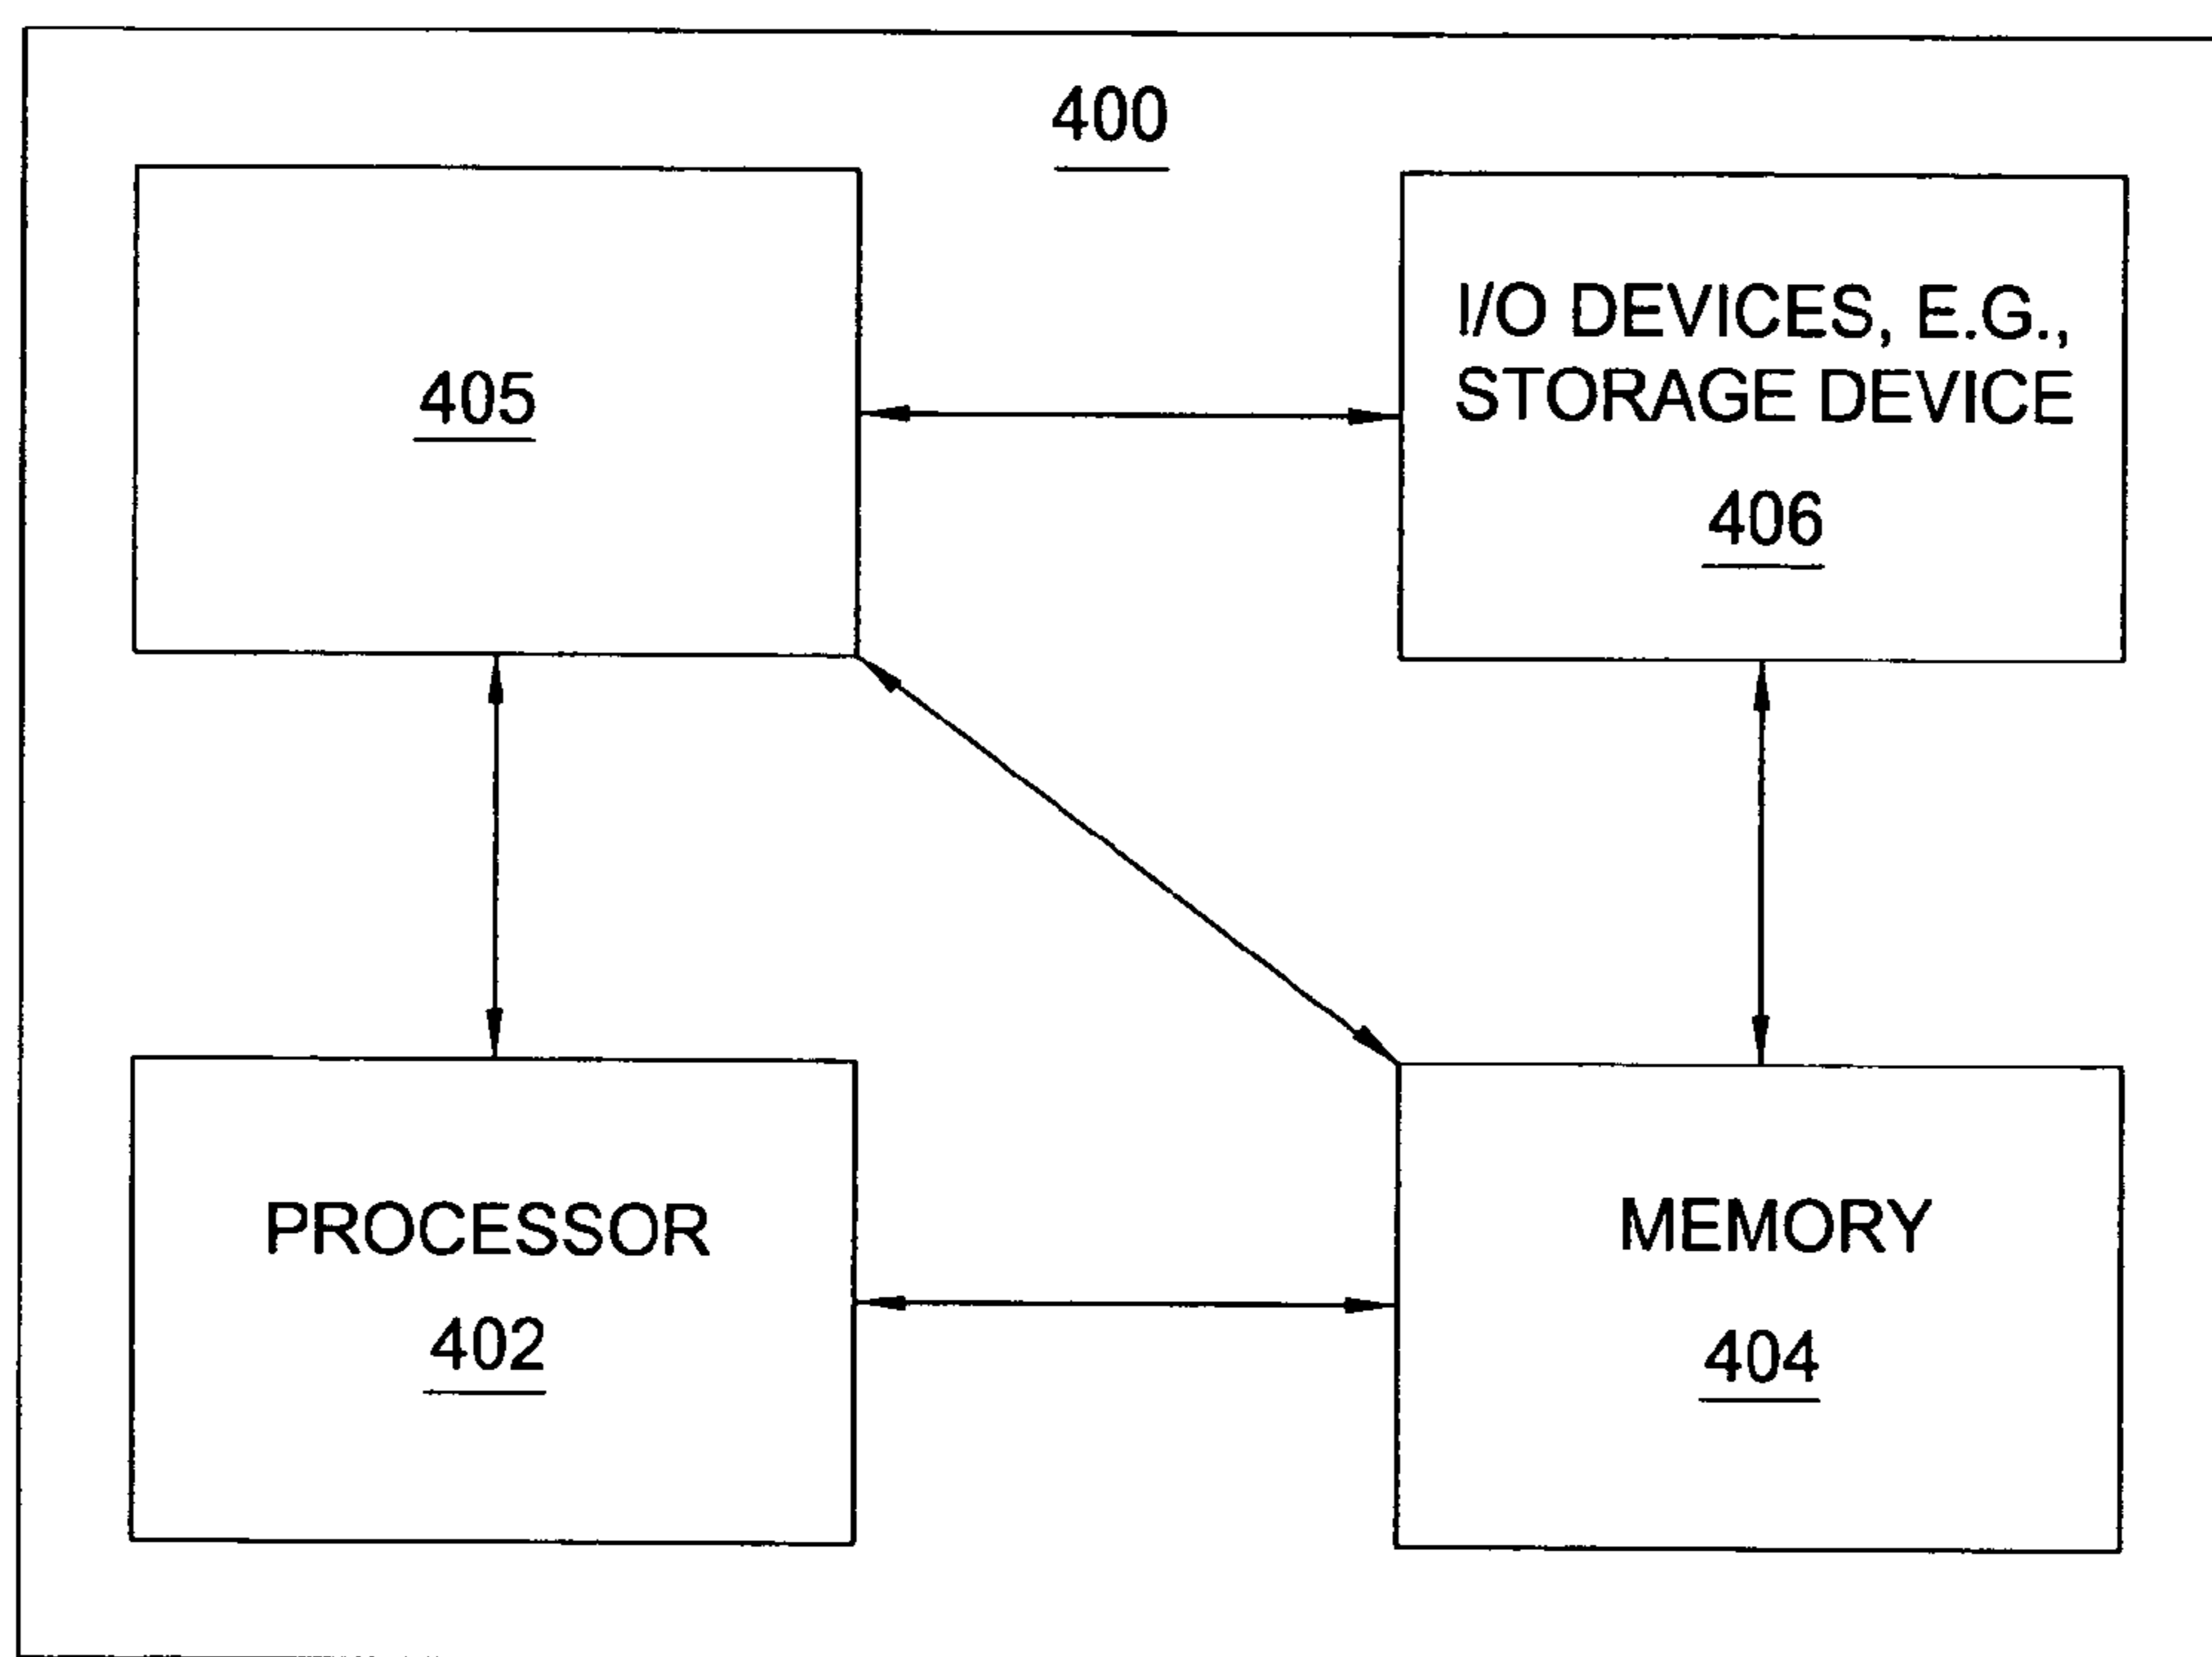 400
405
I/O DEVICES, E.G.,
STORAGE DEVICE
406
PROCESSOR
402
MEMORY
404